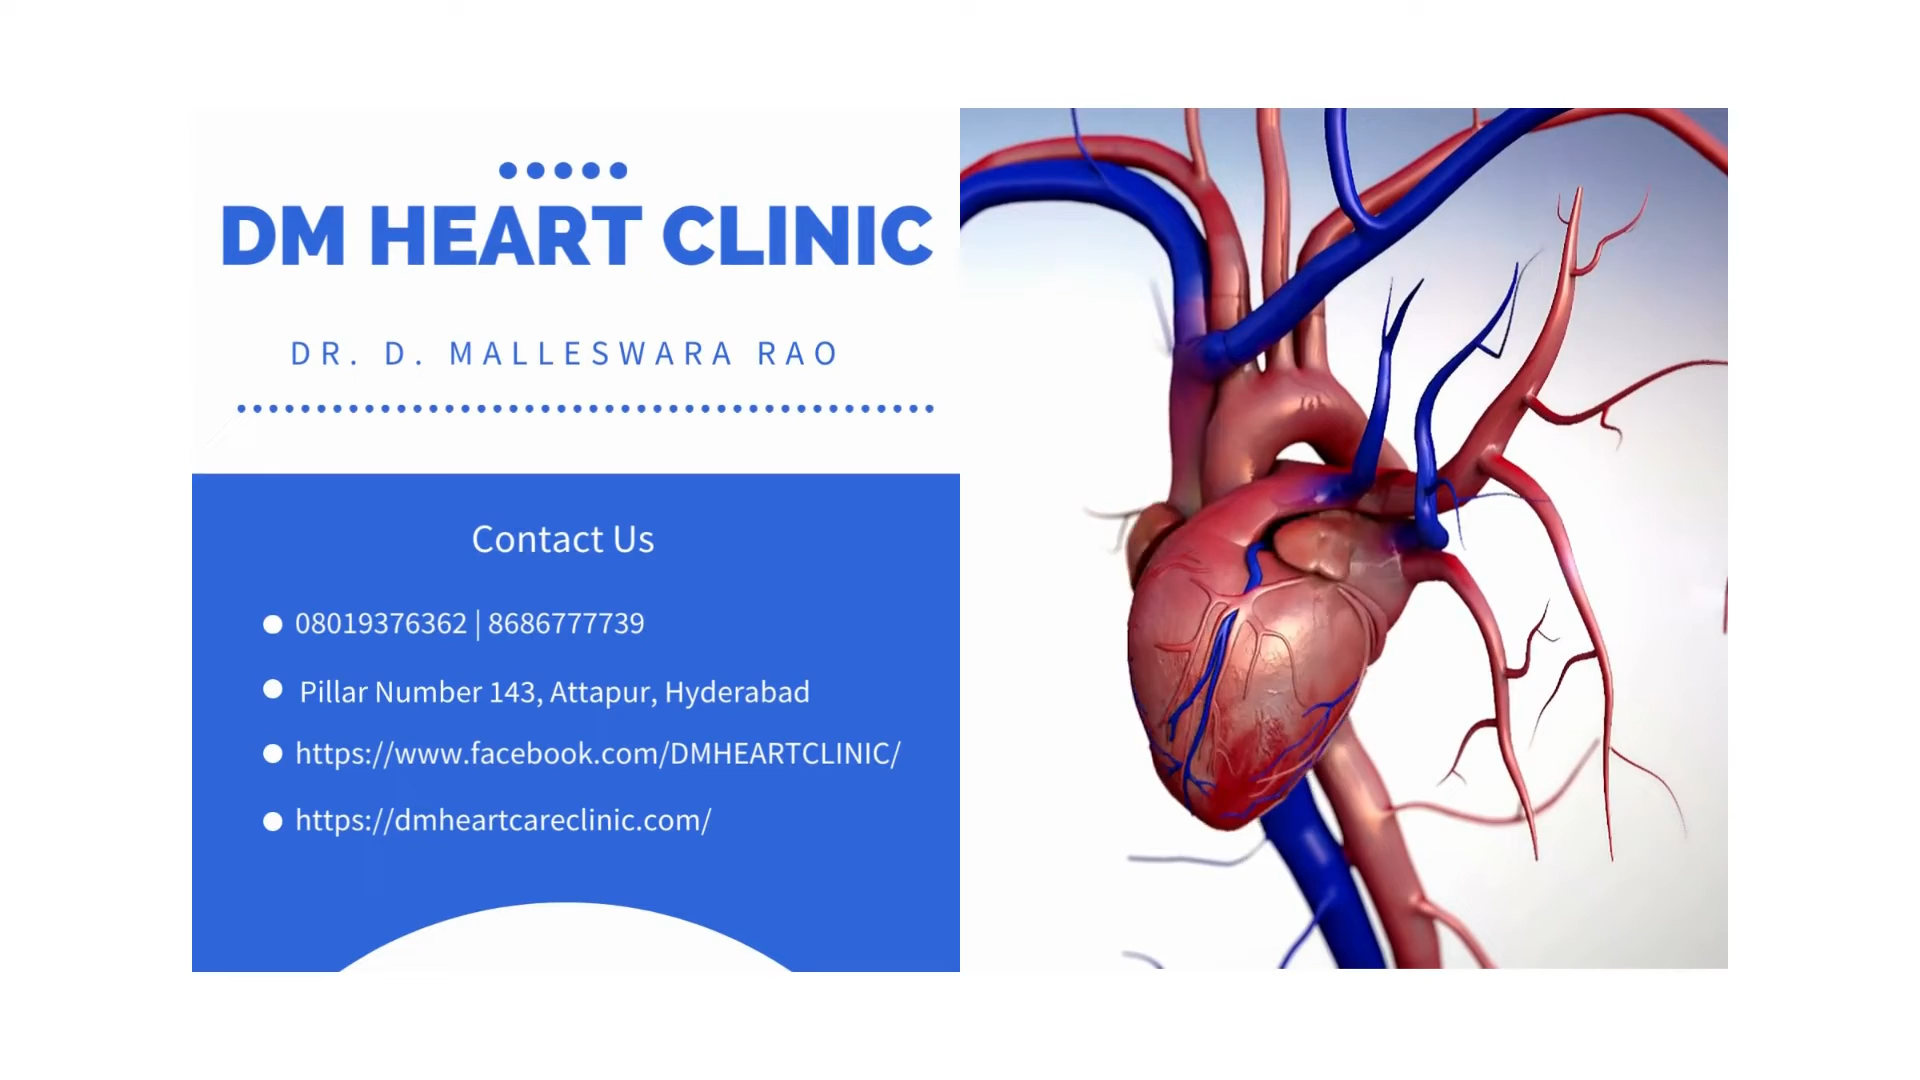 DM HEART CLINIC
DR. D. MALLESWARA RAO
Contact Us
08019376362 | 8686777739
Pillar Number 143, Attapur, Hyderabad
https://www.facebook.com/DMHEARTCLINIC/
https://dmheartcareclinic.com/